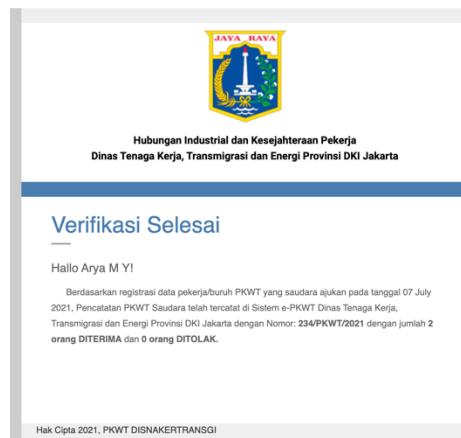 JAYA RAYA
Hubungan Industrial dan Kesejahteraan Pekerja
Dinas Tenaga Kerja, Transmigrasi dan Energi Provinsi DKI Jakarta
Verifikasi Selesai
Hallo Arya M Y!
Berdasarkan registrasi data pekerja/buruh PKWT yang saudara ajukan pada tanggal 07 July
2021, Pencatatan PKWT Saudara telah tercatat di Sistem e-PKWT Dinas Tenaga Kerja,
Transmigrasi dan Energi Provinsi DKI Jakarta dengan Nomor: 234/PKWT/2021 dengan jumlah 2
orang DITERIMA dan 0 orang DITOLAK.
Hak Cipta 2021, PKWT DISNAKERTRANSGI